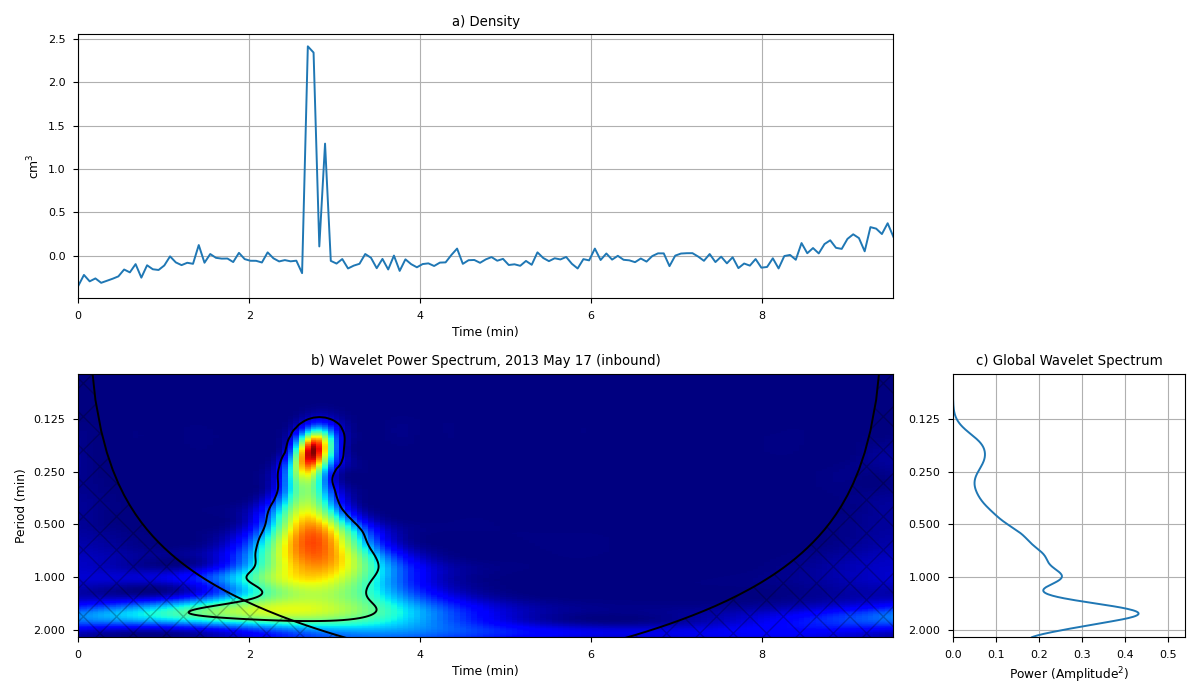 a) Density
2.5
2.0
1.5
1.0
0.5
0.0
cm³
0 2 4 6 8
Time (min)
b) Wavelet Power Spectrum, 2013 May 17 (inbound)
0.125
0.250
0.500
1.000
2.000
Period (min)
0 2 4 6 8
Time (min)
c) Global Wavelet Spectrum
0.125
0.250
0.500
1.000
2.000
0.0 0.1 0.2 0.3 0.4 0.5
Power (Amplitude²)